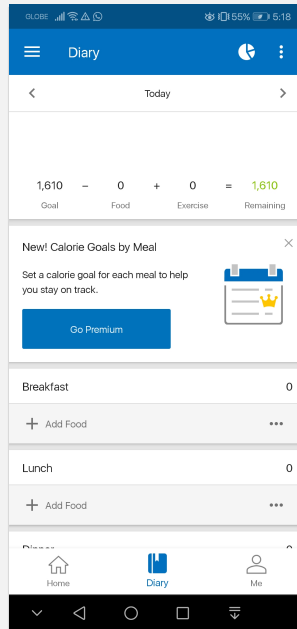 GLOBE 55% 5:18
Diary
Today
1,610 − 0 + 0 = 1,610
Goal Food Exercise Remaining
New! Calorie Goals by Meal
Set a calorie goal for each meal to help
you stay on track.
Go Premium
Breakfast 0
+ Add Food
Lunch 0
+ Add Food
Dinner 0
Home Diary Me